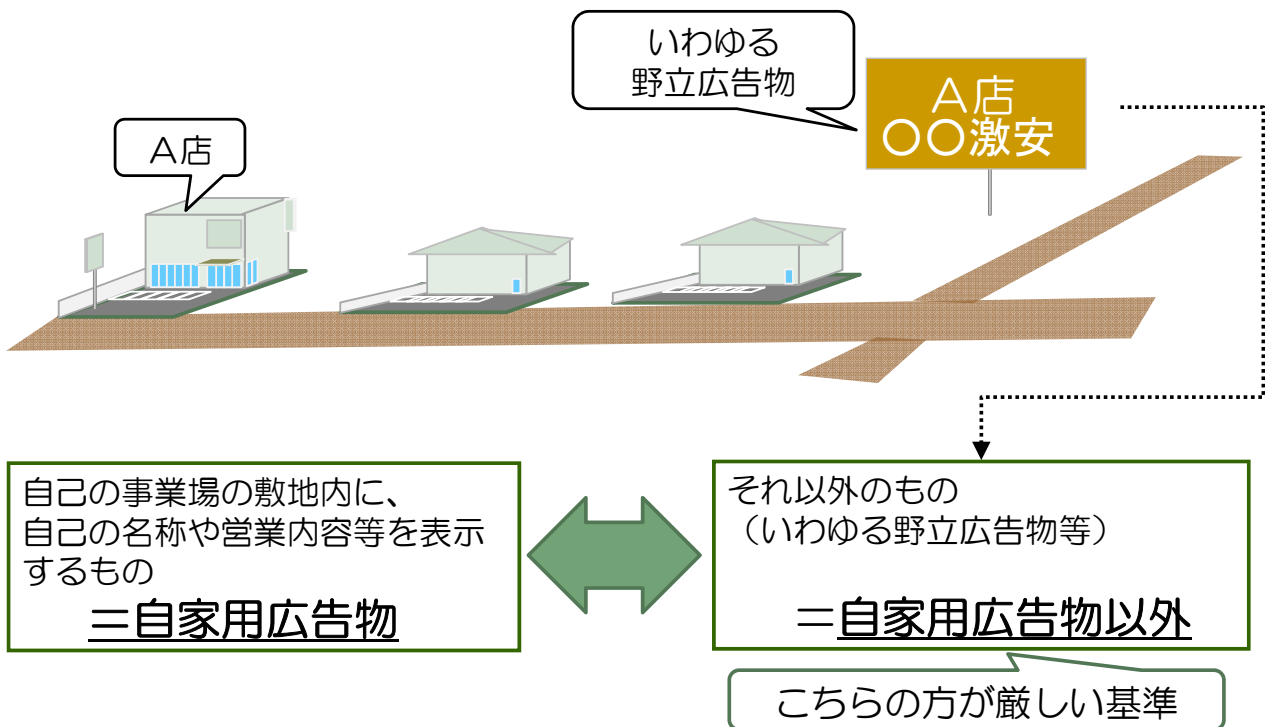 いわゆる
野立広告物
A店
〇〇激安
A店
自己の事業場の敷地内に、
自己の名称や営業内容等を表示
するもの
＝自家用広告物
それ以外のもの
（いわゆる野立広告物等）
＝自家用広告物以外
こちらの方が厳しい基準